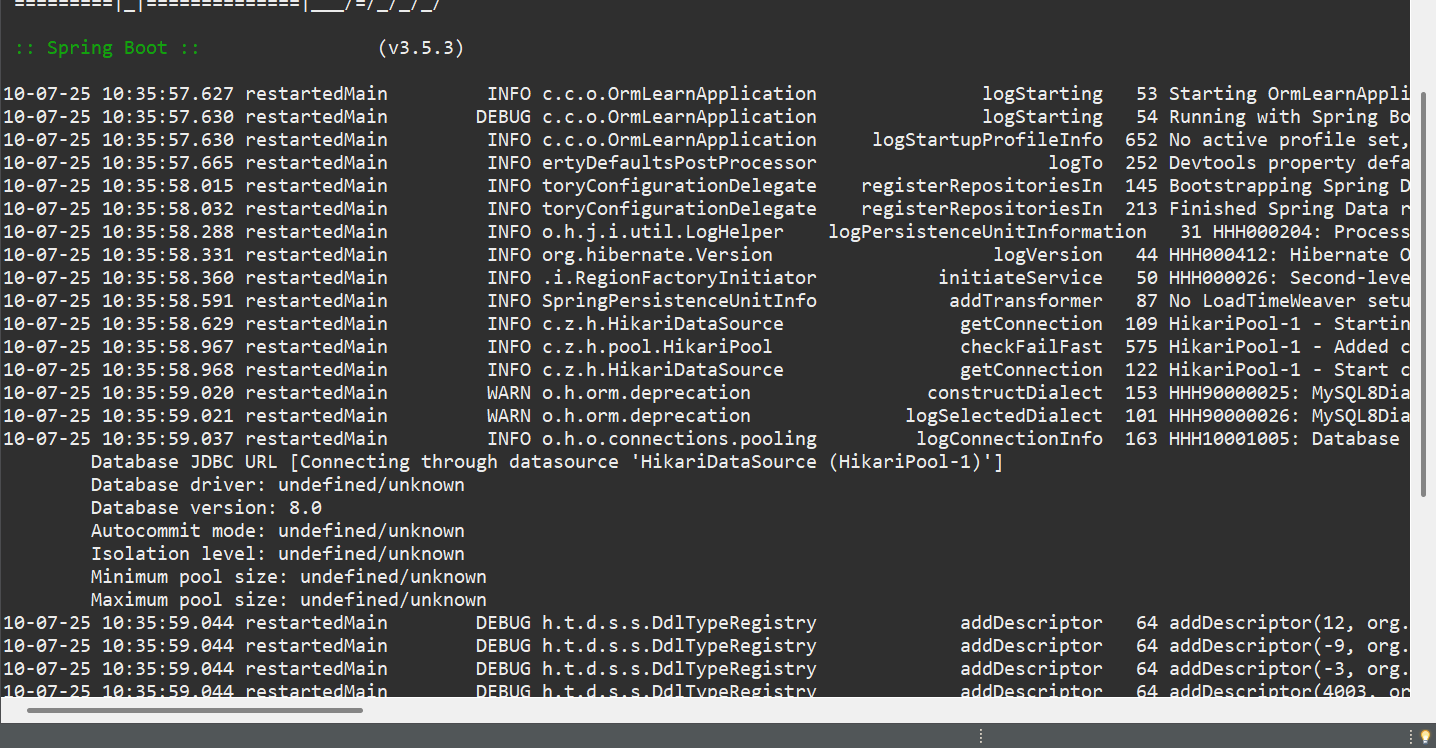 =========|_|==============|___/=/_/_/_/
:: Spring Boot ::                (v3.5.3)
10-07-25 10:35:57.627 restartedMain         INFO c.c.o.OrmLearnApplication               logStarting   53 Starting OrmLearnAppli
10-07-25 10:35:57.630 restartedMain        DEBUG c.c.o.OrmLearnApplication               logStarting   54 Running with Spring Bo
10-07-25 10:35:57.630 restartedMain         INFO c.c.o.OrmLearnApplication     logStartupProfileInfo  652 No active profile set,
10-07-25 10:35:57.665 restartedMain         INFO ertyDefaultsPostProcessor                     logTo  252 Devtools property defa
10-07-25 10:35:58.015 restartedMain         INFO toryConfigurationDelegate    registerRepositoriesIn  145 Bootstrapping Spring D
10-07-25 10:35:58.032 restartedMain         INFO toryConfigurationDelegate    registerRepositoriesIn  213 Finished Spring Data r
10-07-25 10:35:58.288 restartedMain         INFO o.h.j.i.util.LogHelper    logPersistenceUnitInformation   31 HHH000204: Process
10-07-25 10:35:58.331 restartedMain         INFO org.hibernate.Version                    logVersion   44 HHH000412: Hibernate O
10-07-25 10:35:58.360 restartedMain         INFO .i.RegionFactoryInitiator           initiateService   50 HHH000026: Second-leve
10-07-25 10:35:58.591 restartedMain         INFO SpringPersistenceUnitInfo            addTransformer   87 No LoadTimeWeaver setu
10-07-25 10:35:58.629 restartedMain         INFO c.z.h.HikariDataSource                getConnection  109 HikariPool-1 - Startin
10-07-25 10:35:58.967 restartedMain         INFO c.z.h.pool.HikariPool                 checkFailFast  575 HikariPool-1 - Added c
10-07-25 10:35:58.968 restartedMain         INFO c.z.h.HikariDataSource                getConnection  122 HikariPool-1 - Start c
10-07-25 10:35:59.020 restartedMain         WARN o.h.orm.deprecation                constructDialect  153 HHH90000025: MySQL8Dia
10-07-25 10:35:59.021 restartedMain         WARN o.h.orm.deprecation              logSelectedDialect  101 HHH90000026: MySQL8Dia
10-07-25 10:35:59.037 restartedMain         INFO o.h.o.connections.pooling         logConnectionInfo  163 HHH10001005: Database
Database JDBC URL [Connecting through datasource 'HikariDataSource (HikariPool-1)']
Database driver: undefined/unknown
Database version: 8.0
Autocommit mode: undefined/unknown
Isolation level: undefined/unknown
Minimum pool size: undefined/unknown
Maximum pool size: undefined/unknown
10-07-25 10:35:59.044 restartedMain        DEBUG h.t.d.s.s.DdlTypeRegistry             addDescriptor   64 addDescriptor(12, org.
10-07-25 10:35:59.044 restartedMain        DEBUG h.t.d.s.s.DdlTypeRegistry             addDescriptor   64 addDescriptor(-9, org.
10-07-25 10:35:59.044 restartedMain        DEBUG h.t.d.s.s.DdlTypeRegistry             addDescriptor   64 addDescriptor(-3, org.
10-07-25 10:35:59.044 restartedMain        DEBUG h.t.d.s.s.DdlTypeRegistry             addDescriptor   64 addDescriptor(4003, or